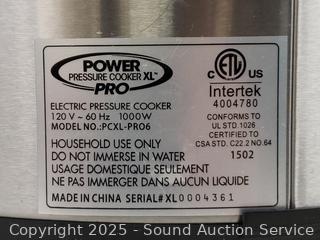 POWER
PRESSURE COOKER XL™
PRO
ELECTRIC PRESSURE COOKER
120 V ~ 60 Hz 1000W
MODEL NO.:PCXL-PRO6
HOUSEHOLD USE ONLY
DO NOT IMMERSE IN WATER
USAGE DOMESTIQUE SEULEMENT
NE PAS IMMERGER DANS AUCUN LIQUIDE
MADE IN CHINA SERIAL# XL0004361
C ETL US
Intertek
4004780
CONFORMS TO
UL STD.1026
CERTIFIED TO
CSA STD. C22.2 NO.64
1502
Copyright 2025 - Sound Auction Service